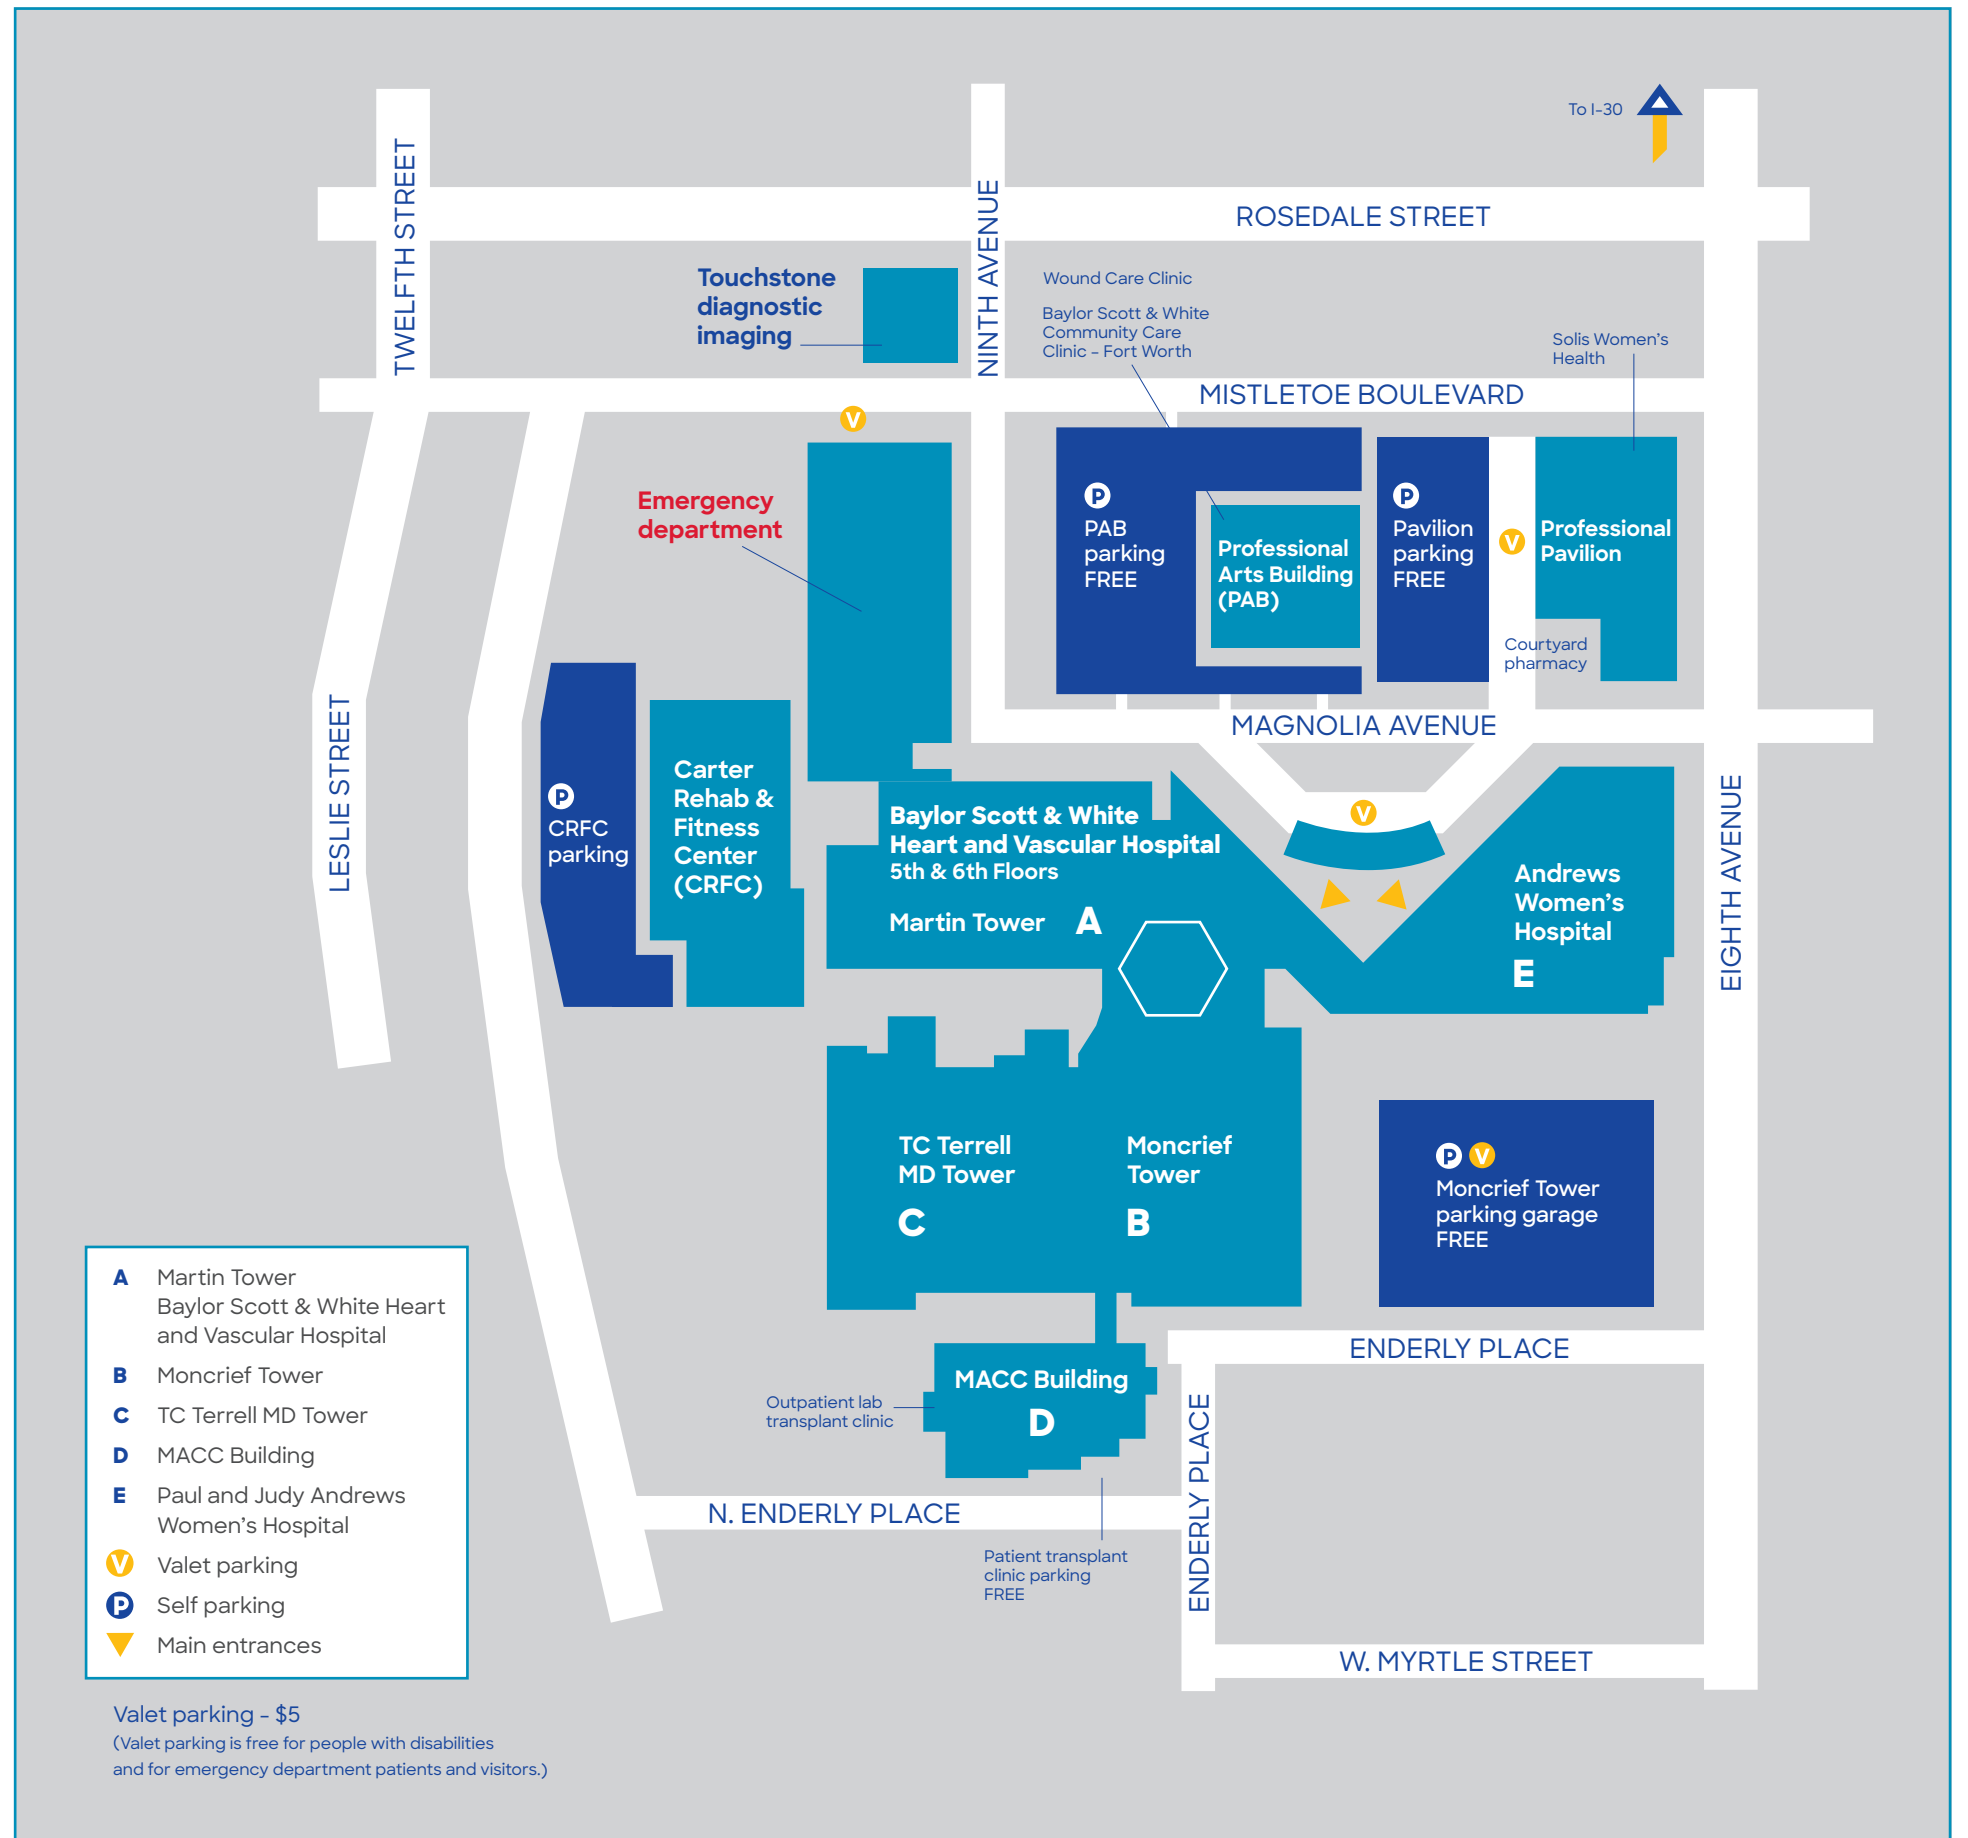 To I-30
TWELFTH STREET
NINTH AVENUE
ROSEDALE STREET
Touchstone
diagnostic
imaging
Wound Care Clinic
Baylor Scott & White
Community Care
Clinic – Fort Worth
Solis Women's
Health
MISTLETOE BOULEVARD
V
Emergency
department
P
PAB
parking
FREE
Professional
Arts Building
(PAB)
P
Pavilion
parking
FREE
V
Professional
Pavilion
Courtyard
pharmacy
MAGNOLIA AVENUE
LESLIE STREET
P
CRFC
parking
Carter
Rehab &
Fitness
Center
(CRFC)
Baylor Scott & White
Heart and Vascular Hospital
5th & 6th Floors
Martin Tower A
V
Andrews
Women's
Hospital
E
EIGHTH AVENUE
TC Terrell
MD Tower
C
Moncrief
Tower
B
P V
Moncrief Tower
parking garage
FREE
ENDERLY PLACE
MACC Building
D
Outpatient lab
transplant clinic
ENDERLY PLACE
N. ENDERLY PLACE
Patient transplant
clinic parking
FREE
W. MYRTLE STREET
A Martin Tower
Baylor Scott & White Heart
and Vascular Hospital
B Moncrief Tower
C TC Terrell MD Tower
D MACC Building
E Paul and Judy Andrews
Women's Hospital
V Valet parking
P Self parking
Main entrances
Valet parking - $5
(Valet parking is free for people with disabilities
and for emergency department patients and visitors.)